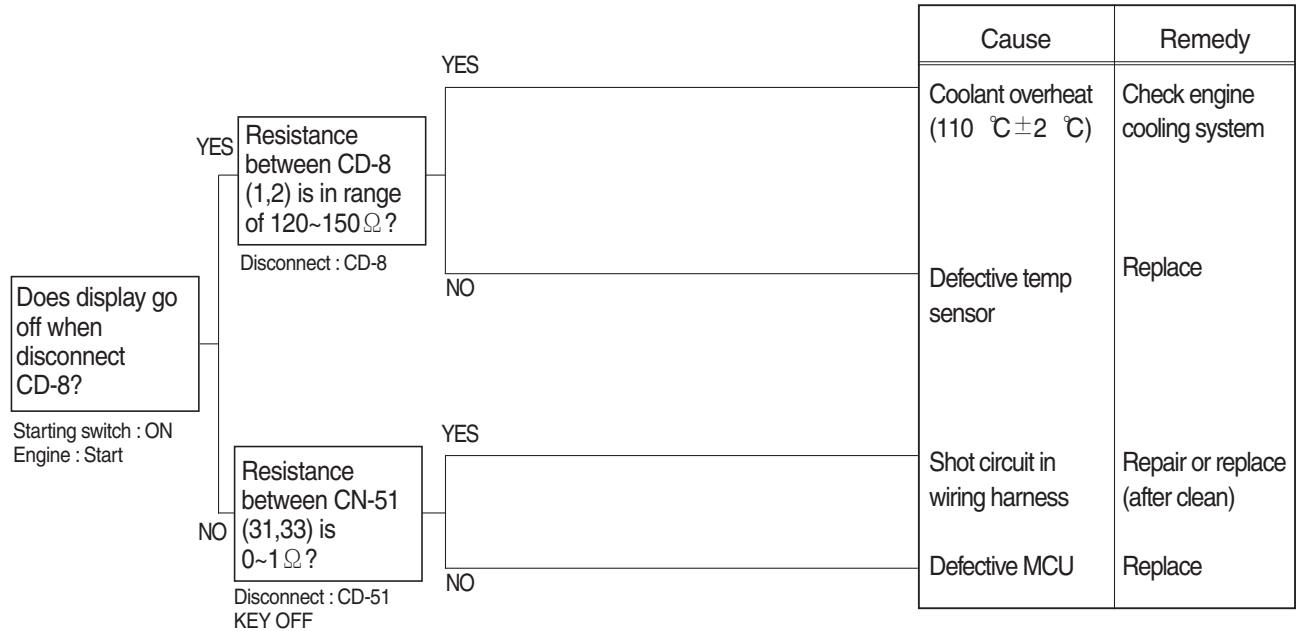 Does display go
off when
disconnect
CD-8?
Starting switch : ON
Engine : Start
YES
Resistance
between CD-8
(1,2) is in range
of 120~150Ω?
Disconnect : CD-8
NO
Resistance
between CN-51
(31,33) is
0~1Ω?
Disconnect : CD-51
KEY OFF
YES
NO
YES
NO
Cause Remedy
Coolant overheat Check engine
(110 ℃±2 ℃) cooling system
Defective temp Replace
sensor
Shot circuit in Repair or replace
wiring harness (after clean)
Defective MCU Replace